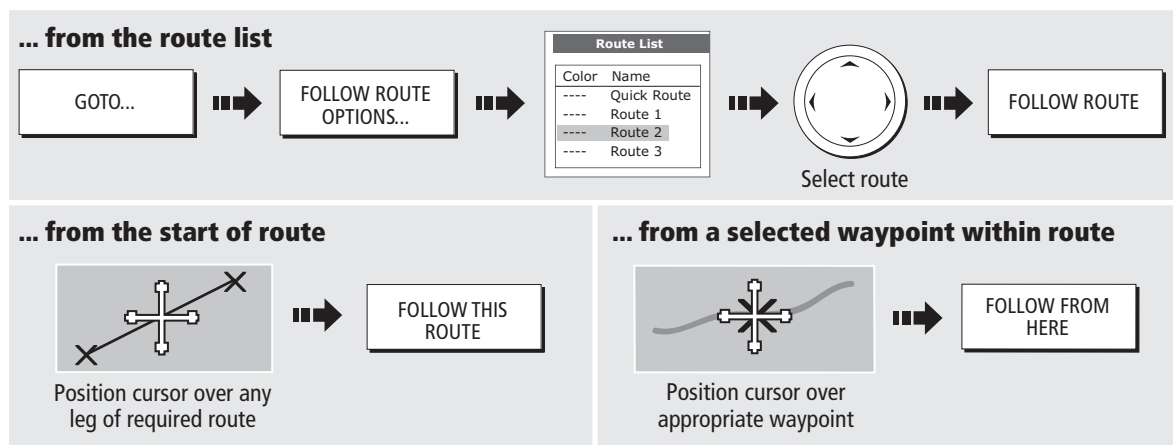 ... from the route list
GOTO...
FOLLOW ROUTE
OPTIONS...
Route List
Color Name
---- Quick Route
---- Route 1
---- Route 2
---- Route 3
Select route
FOLLOW ROUTE
... from the start of route
FOLLOW THIS
ROUTE
Position cursor over any
leg of required route
... from a selected waypoint within route
FOLLOW FROM
HERE
Position cursor over
appropriate waypoint